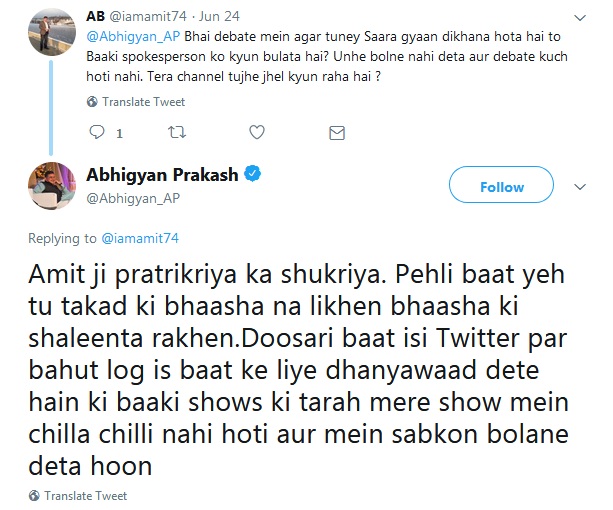 AB @iamamit74 · Jun 24
@Abhigyan_AP Bhai debate mein agar tuney Saara gyaan dikhana hota hai to
Baaki spokesperson ko kyun bulata hai? Unhe bolne nahi deta aur debate kuch
hoti nahi. Tera channel tujhe jhel kyun raha hai ?
Translate Tweet
1
Abhigyan Prakash
@Abhigyan_AP
Follow
Replying to @iamamit74
Amit ji pratrikriya ka shukriya. Pehli baat yeh
tu takad ki bhaasha na likhen bhaasha ki
shaleenta rakhen.Doosari baat isi Twitter par
bahut log is baat ke liye dhanyawaad dete
hain ki baaki shows ki tarah mere show mein
chilla chilli nahi hoti aur mein sabkon bolane
deta hoon
Translate Tweet